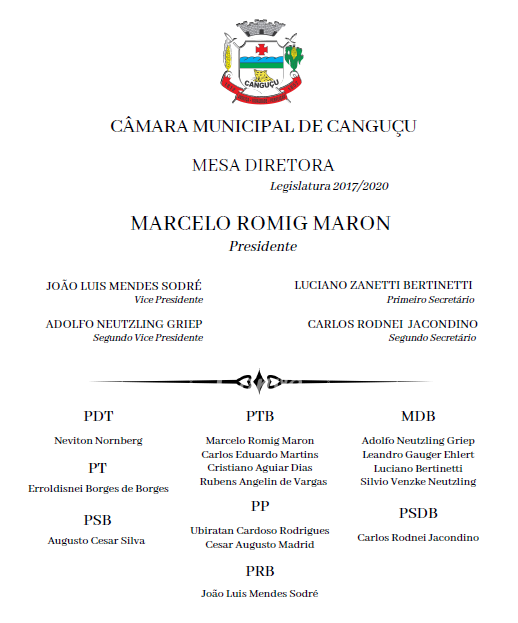 CANGUÇU
CÂMARA MUNICIPAL DE CANGUÇU
MESA DIRETORA
Legislatura 2017/2020
MARCELO ROMIG MARON
Presidente
JOÃO LUIS MENDES SODRÉ
Vice Presidente
LUCIANO ZANETTI BERTINETTI
Primeiro Secretário
ADOLFO NEUTZLING GRIEP
Segundo Vice Presidente
CARLOS RODNEI JACONDINO
Segundo Secretário
PDT
Neviton Nornberg
PT
Erroldisnei Borges de Borges
PSB
Augusto Cesar Silva
PTB
Marcelo Romig Maron
Carlos Eduardo Martins
Cristiano Aguiar Dias
Rubens Angelin de Vargas
PP
Ubiratan Cardoso Rodrigues
Cesar Augusto Madrid
PRB
João Luis Mendes Sodré
MDB
Adolfo Neutzling Griep
Leandro Gauger Ehlert
Luciano Bertinetti
Silvio Venzke Neutzling
PSDB
Carlos Rodnei Jacondino